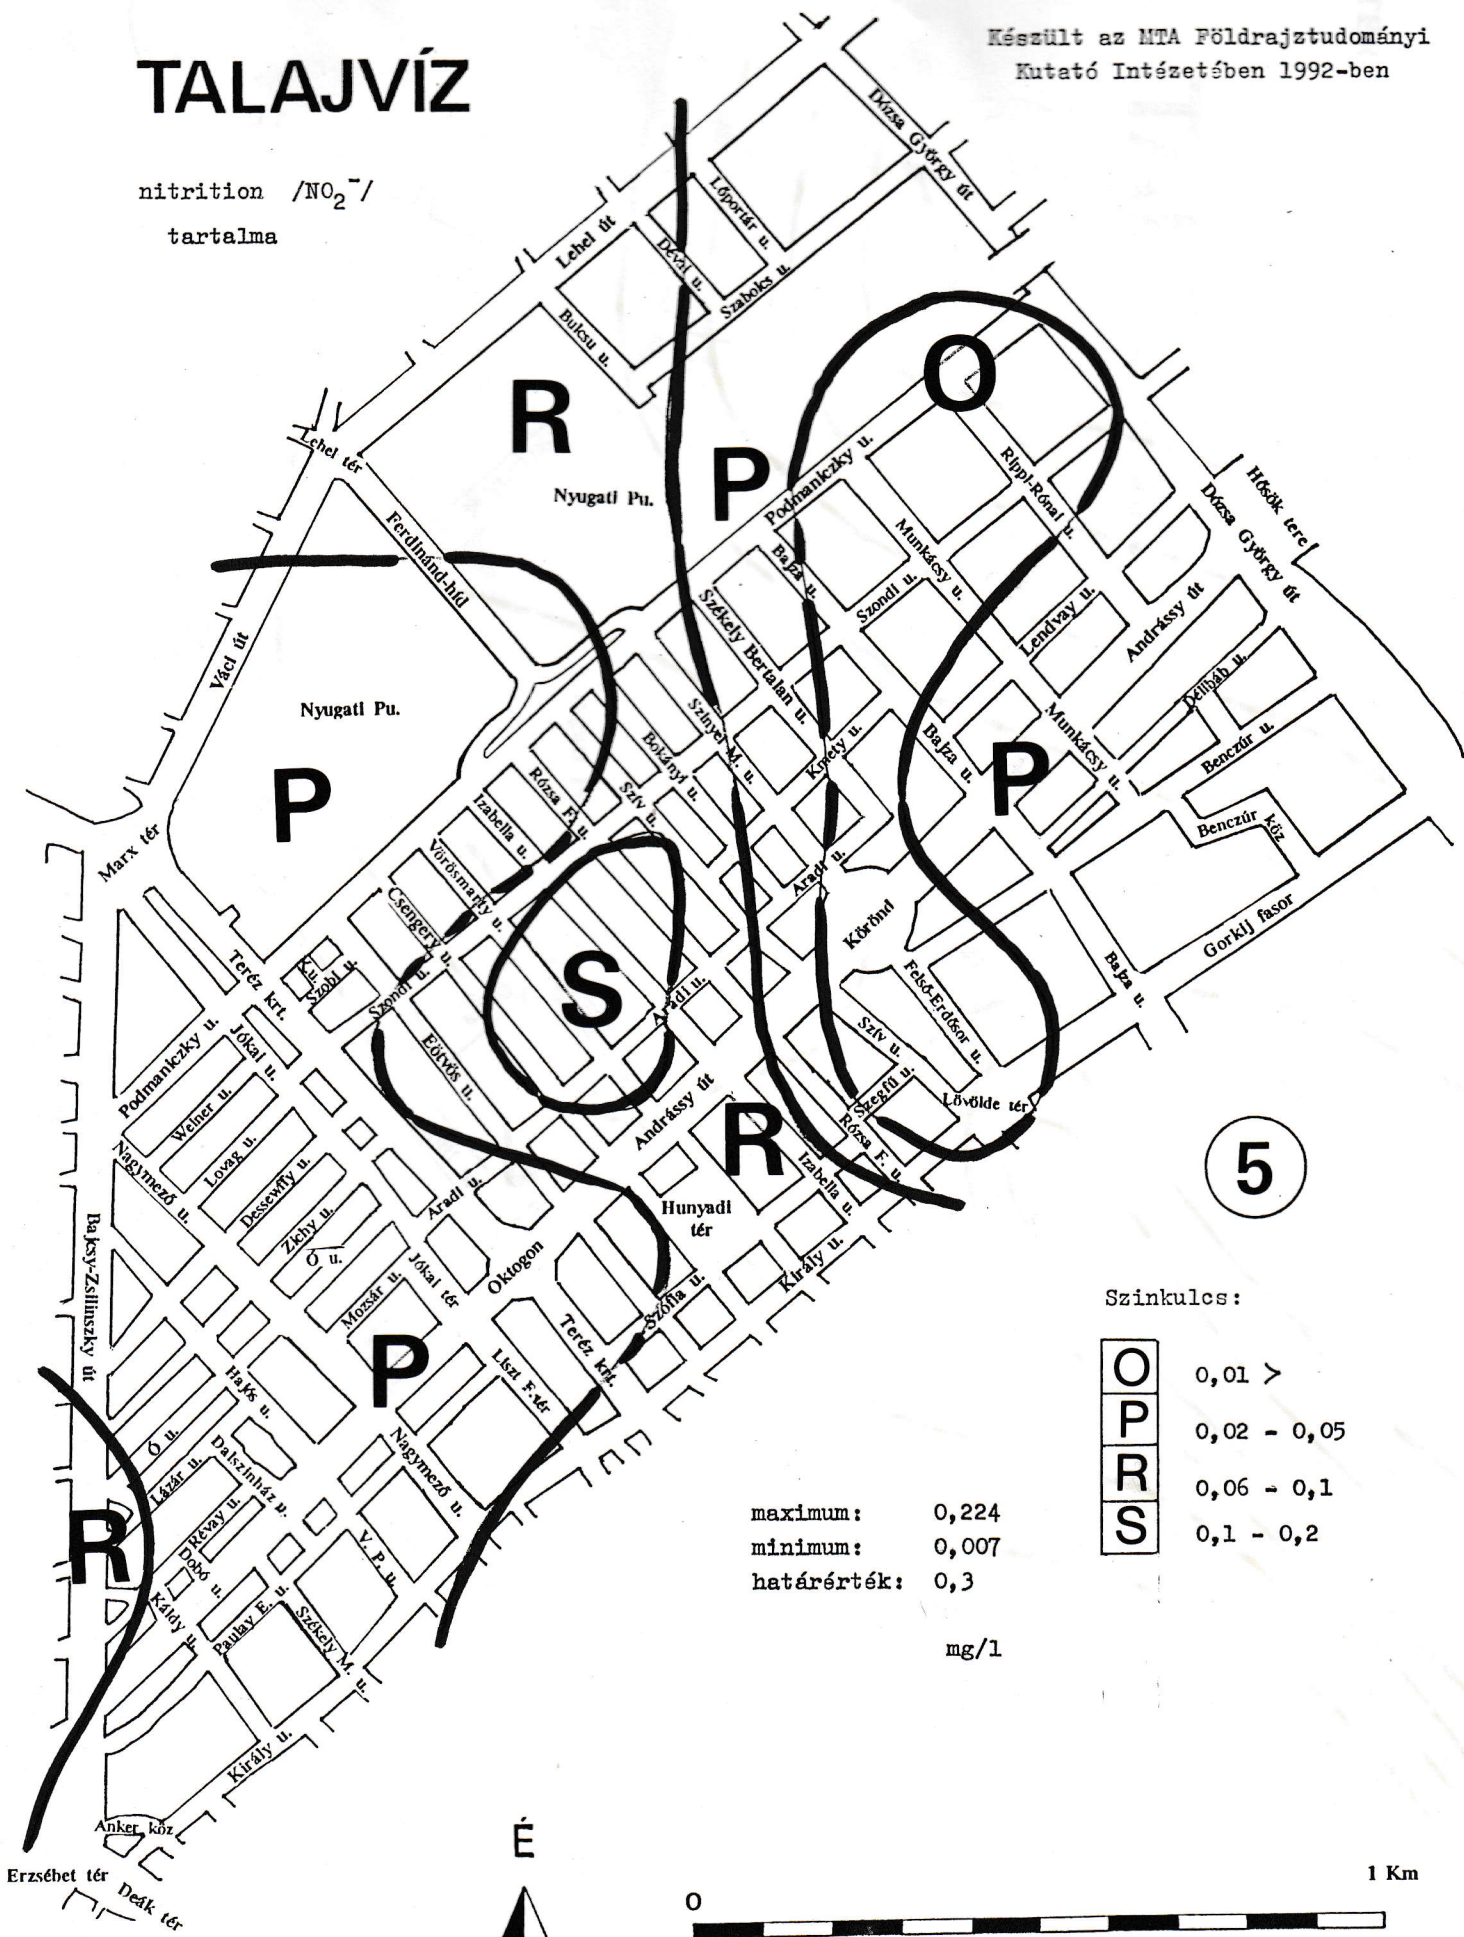 TALAJVÍZ
nitrition /NO2-/
tartalma
Készült az MTA Földrajztudományi
Kutató Intézetében 1992-ben
Dózsa György út
Lőportár u.
Lehel út
Dévai u.
Szabolcs u.
Bulcsu u.
O
R
P
Lehel tér
Nyugati Pu.
Podmaniczky u.
Rippl-Rónai u.
Hősök tere
Dózsa György út
Ferdinánd-híd
Bajza u.
Munkácsy u.
Szondi u.
Székely Bertalan u.
Lendvay u.
Andrássy út
Váci út
Délibáb u.
Nyugati Pu.
Szinyei M. u.
Bokányi u.
Kmety u.
Bajza u.
Munkácsy u.
Benczúr u.
P
P
Rózsa F. u.
Szív u.
Izabella u.
Benczúr köz
Marx tér
Vörösmarty u.
Aradi u.
Csengery u.
Körönd
Gorkij fasor
Teréz krt.
K. u.
Szobi u.
Szondi u.
S
Aradi u.
Felső-Erdősor u.
Bajza u.
Podmaniczky u.
Jókai u.
Eötvös u.
Szív u.
Weiner u.
Andrássy út
Szegfű u.
Lövölde tér
R
Rózsa F. u.
Nagymező u.
Lovag u.
Dessewffy u.
Izabella u.
5
Aradi u.
Hunyadi
tér
Zichy u.
Ó u.
Jókai tér
Oktogon
Király u.
Bajcsy-Zsilinszky út
Mozsár u.
Szófia u.
Teréz krt.
P
Liszt F. tér
Hajós u.
Ó u.
Nagymező u.
Lázár u.
Dalszínház u.
R
Révay u.
V. P. u.
Dobó u.
Káldy u.
Paulay E. u.
Székely M. u.
Király u.
Anker köz
Erzsébet tér
Deák tér
Szinkulcs:
O 0,01 >
P 0,02 - 0,05
R 0,06 - 0,1
S 0,1 - 0,2
maximum: 0,224
minimum: 0,007
határérték: 0,3
mg/l
É
0
1 Km